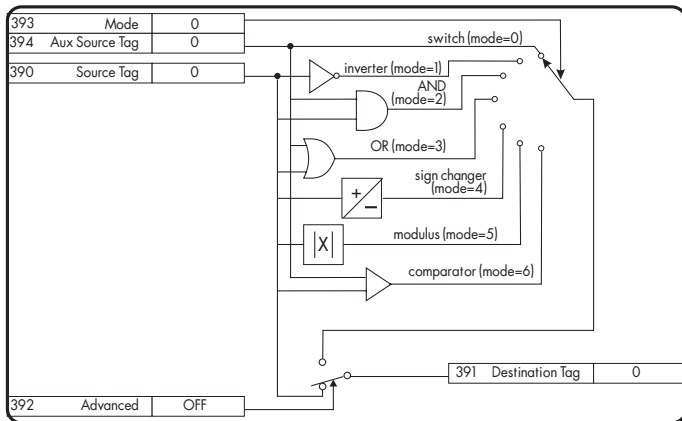 393 Mode 0
394 Aux Source Tag 0
switch (mode=0)
390 Source Tag 0
inverter (mode=1)
AND
(mode=2)
OR (mode=3)
sign changer
(mode=4)
+
–
modulus (mode=5)
|X|
comparator (mode=6)
391 Destination Tag 0
392 Advanced OFF